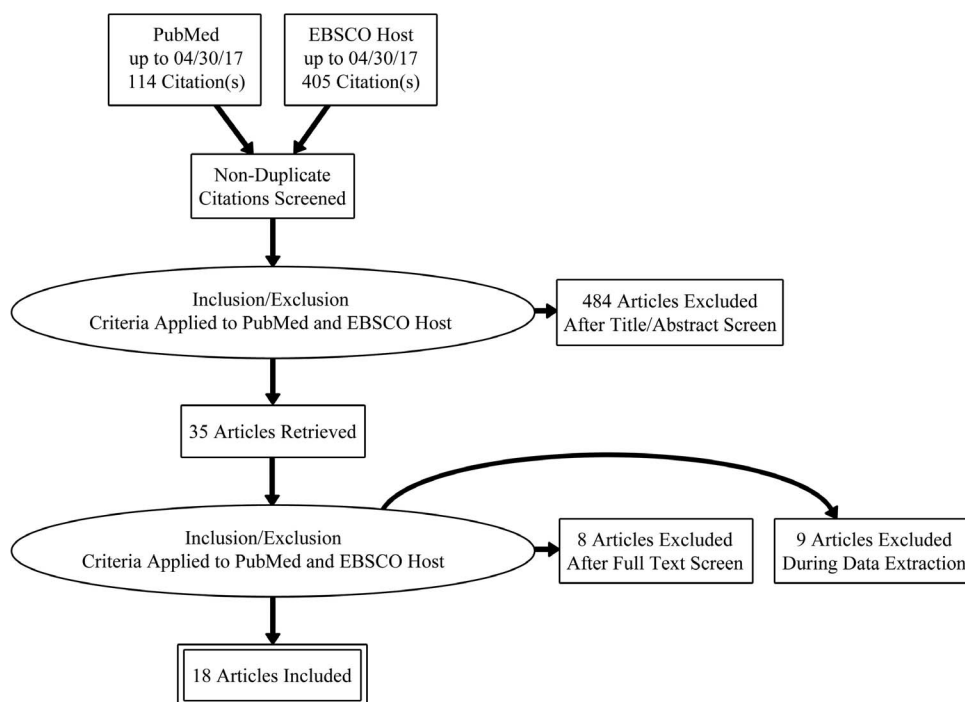 PubMed
up to 04/30/17
114 Citation(s)
EBSCO Host
up to 04/30/17
405 Citation(s)
Non-Duplicate
Citations Screened
Inclusion/Exclusion
Criteria Applied to PubMed and EBSCO Host
484 Articles Excluded
After Title/Abstract Screen
35 Articles Retrieved
Inclusion/Exclusion
Criteria Applied to PubMed and EBSCO Host
8 Articles Excluded
After Full Text Screen
9 Articles Excluded
During Data Extraction
18 Articles Included